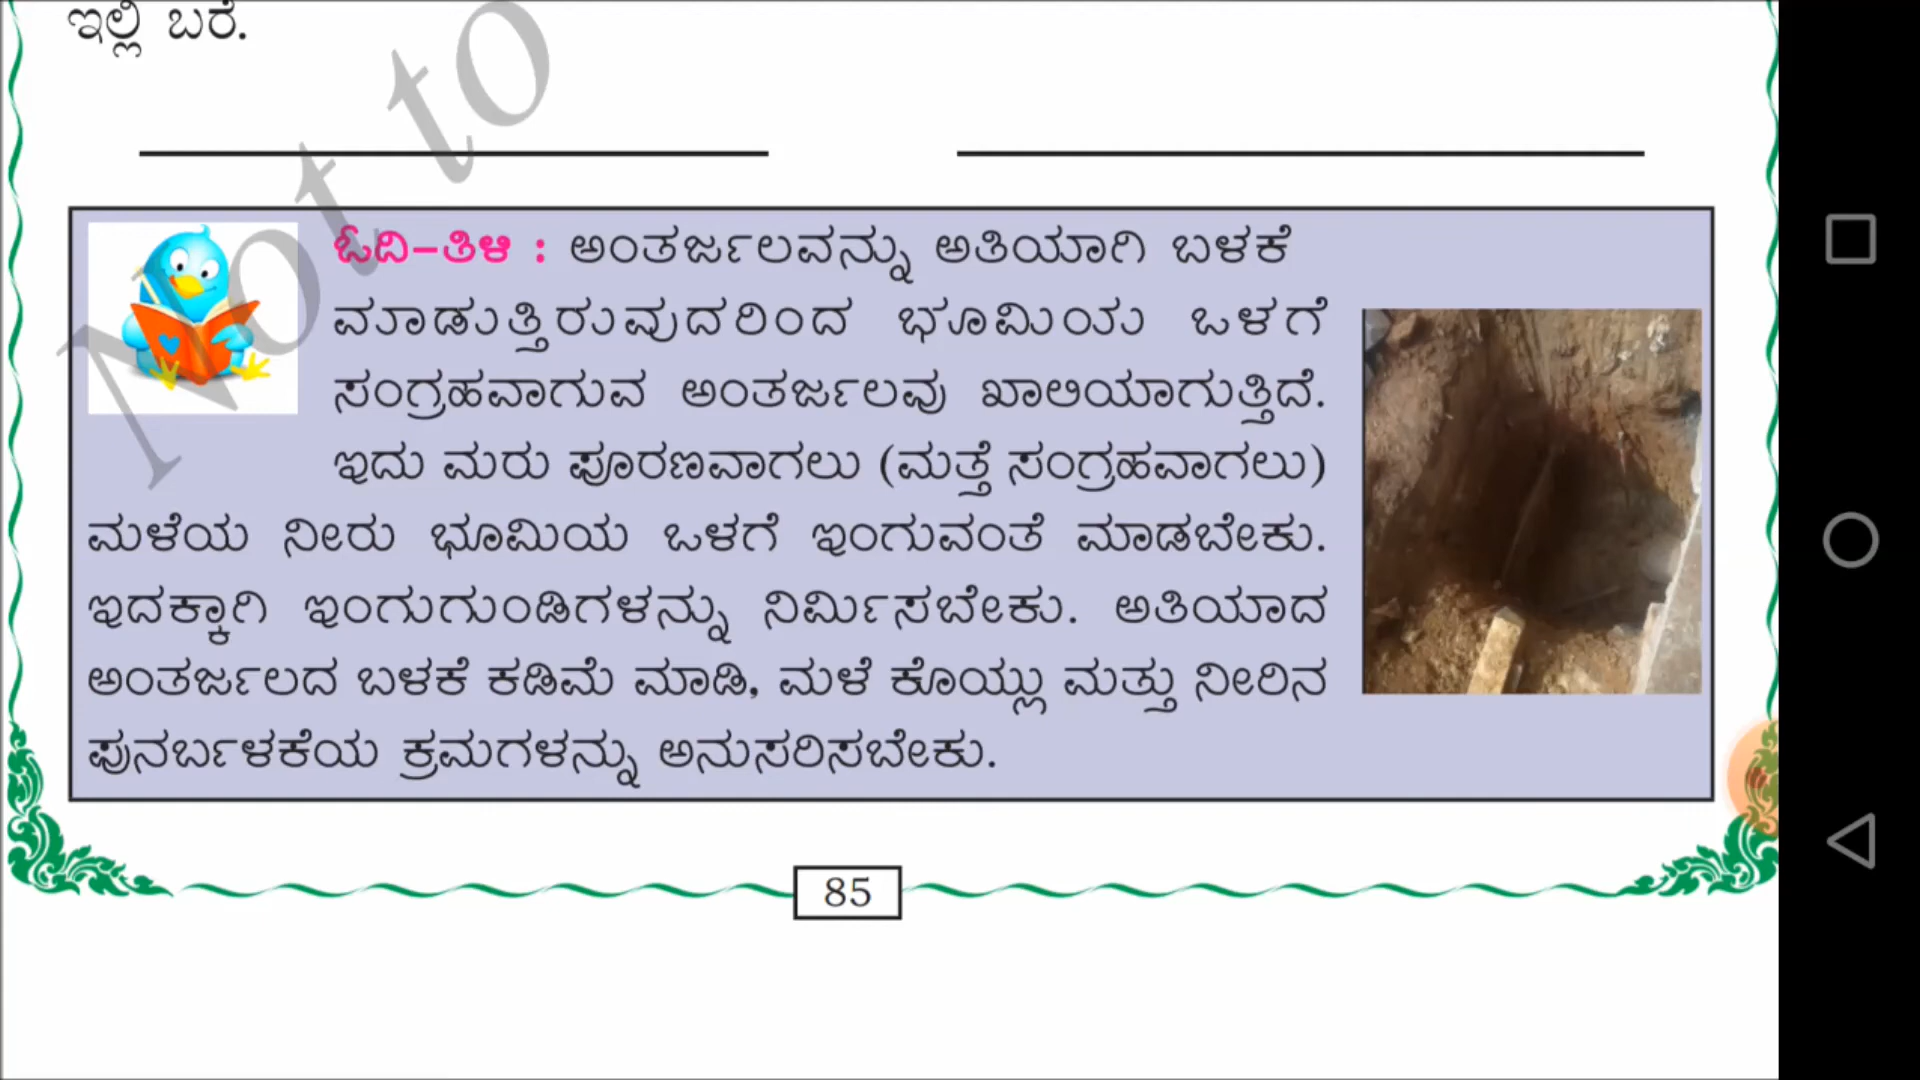 ಇಲ್ಲಿ ಬರೆ.
Not to
ಓದಿ–ತಿಳಿ : ಅಂತರ್ಜಲವನ್ನು ಅತಿಯಾಗಿ ಬಳಕೆ
ಮಾಡುತ್ತಿರುವುದರಿಂದ ಭೂಮಿಯ ಒಳಗೆ
ಸಂಗ್ರಹವಾಗುವ ಅಂತರ್ಜಲವು ಖಾಲಿಯಾಗುತ್ತಿದೆ.
ಇದು ಮರು ಪೂರಣವಾಗಲು (ಮತ್ತೆ ಸಂಗ್ರಹವಾಗಲು)
ಮಳೆಯ ನೀರು ಭೂಮಿಯ ಒಳಗೆ ಇಂಗುವಂತೆ ಮಾಡಬೇಕು.
ಇದಕ್ಕಾಗಿ ಇಂಗುಗುಂಡಿಗಳನ್ನು ನಿರ್ಮಿಸಬೇಕು. ಅತಿಯಾದ
ಅಂತರ್ಜಲದ ಬಳಕೆ ಕಡಿಮೆ ಮಾಡಿ, ಮಳೆ ಕೊಯ್ಲು ಮತ್ತು ನೀರಿನ
ಪುನರ್ಬಳಕೆಯ ಕ್ರಮಗಳನ್ನು ಅನುಸರಿಸಬೇಕು.
85